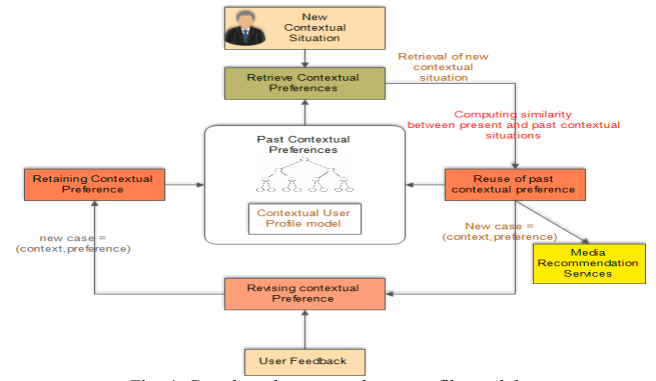 New
Contextual
Situation
Retrieve Contextual
Preferences
Retrieval of new
contextual
situation
Computing similarity
between present and past contextual
situations
Past Contextual
Preferences
Contextual User
Profile model
Retaining Contextual
Preference
Reuse of past
contextual preference
new case =
(context,preference)
New case =
(context,preference)
Media
Recommendation
Services
Revising contextual
Preference
User Feedback